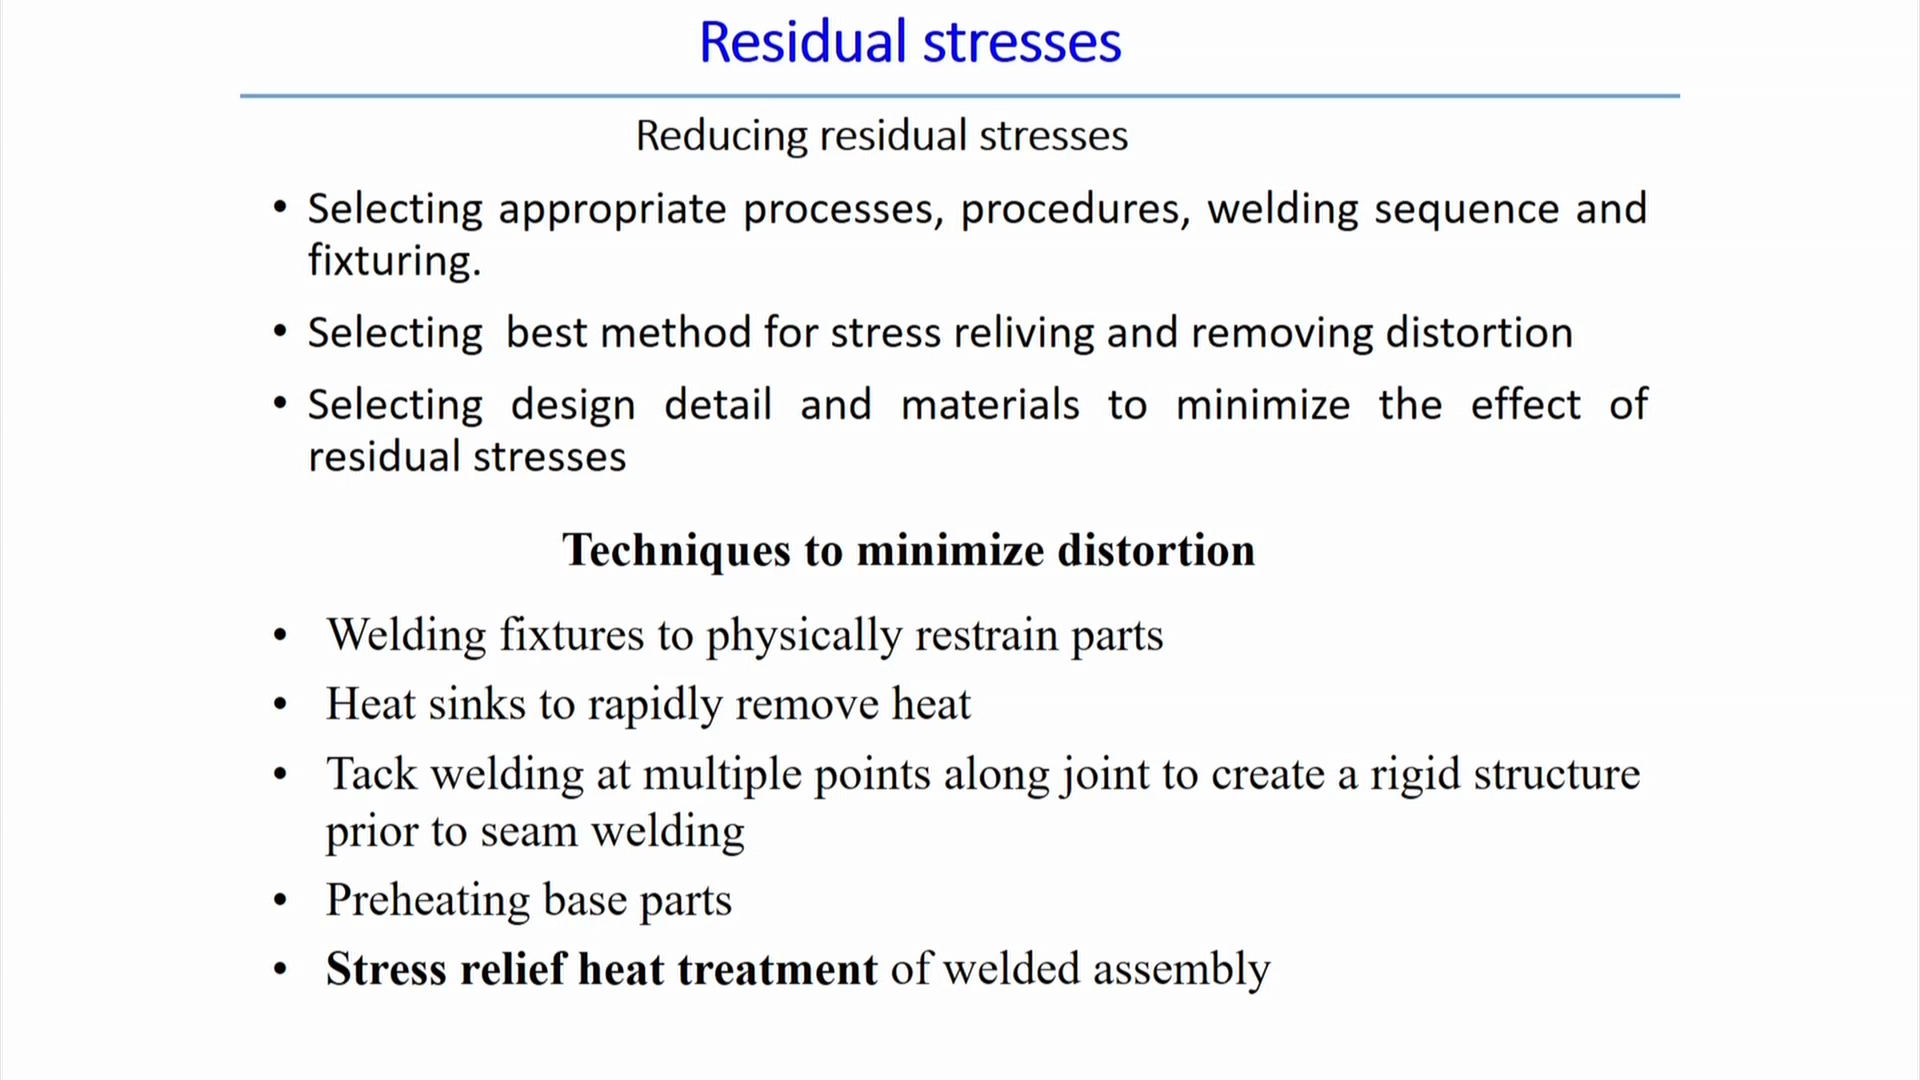 Residual stresses
Reducing residual stresses
• Selecting appropriate processes, procedures, welding sequence and
fixturing.
• Selecting best method for stress reliving and removing distortion
• Selecting design detail and materials to minimize the effect of
residual stresses
Techniques to minimize distortion
• Welding fixtures to physically restrain parts
• Heat sinks to rapidly remove heat
• Tack welding at multiple points along joint to create a rigid structure
prior to seam welding
• Preheating base parts
• Stress relief heat treatment of welded assembly